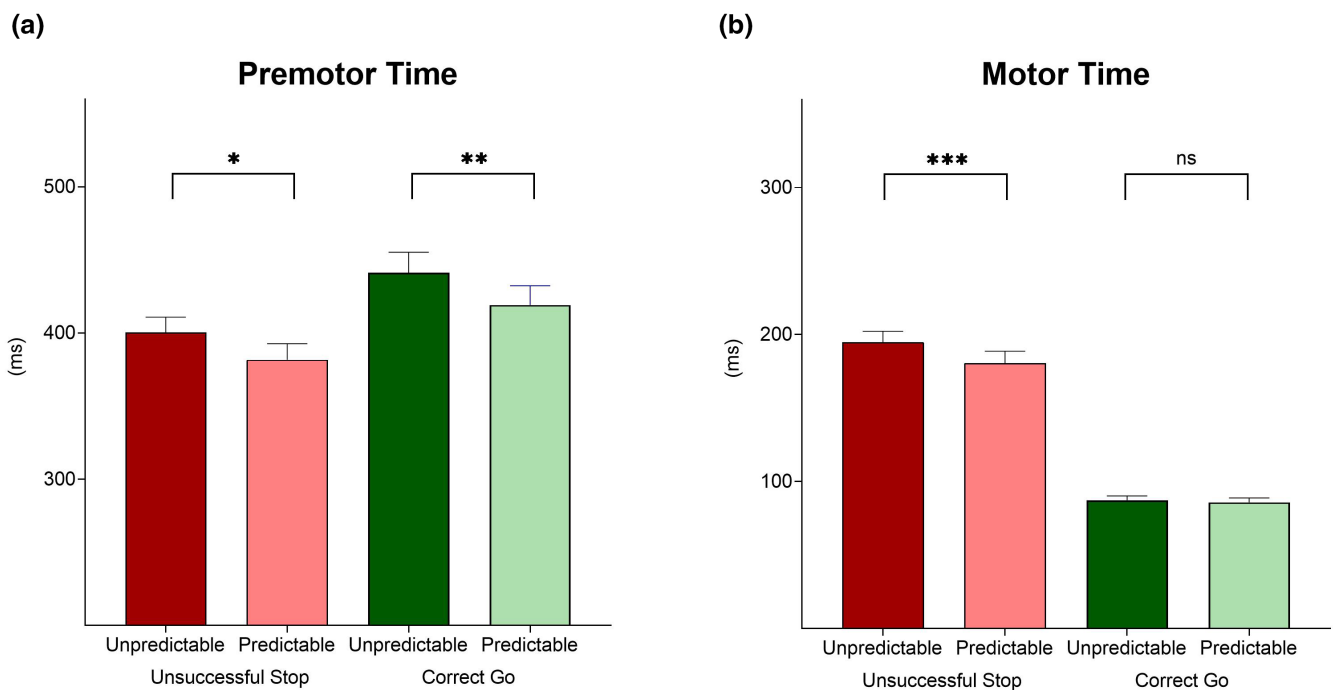 (a)
Premotor Time
*
**
500
400
300
(ms)
Unpredictable Predictable Unpredictable Predictable
Unsuccessful Stop Correct Go
(b)
Motor Time
***
ns
300
200
100
(ms)
Unpredictable Predictable Unpredictable Predictable
Unsuccessful Stop Correct Go